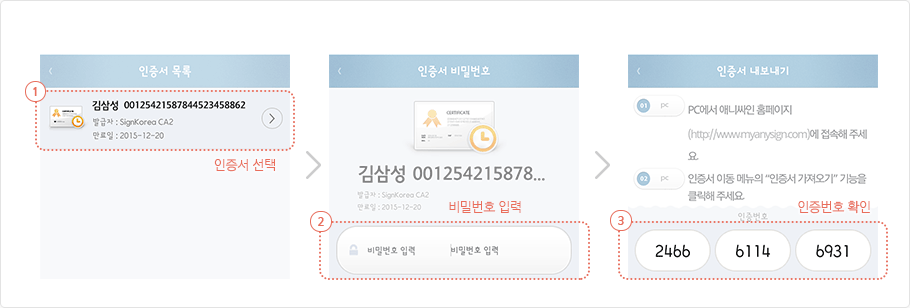 인증서 목록
1
김삼성 00125421587844523458862
발급자 : SignKorea CA2
만료일 : 2015-12-20
인증서 선택
인증서 비밀번호
CERTIFICATE
김삼성 001254215878...
발급자 : SignKorea CA2
만료일 : 2015-12-20
비밀번호 입력
2
비밀번호 입력 비밀번호 입력
인증서 내보내기
01 PC PC에서 애니싸인 홈페이지
(http://www.myanysign.com)에 접속해 주세
요.
02 PC 인증서 이동 메뉴의 “인증서 가져오기” 기능을
클릭해 주세요.
인증번호
인증번호 확인
3
2466 6114 6931